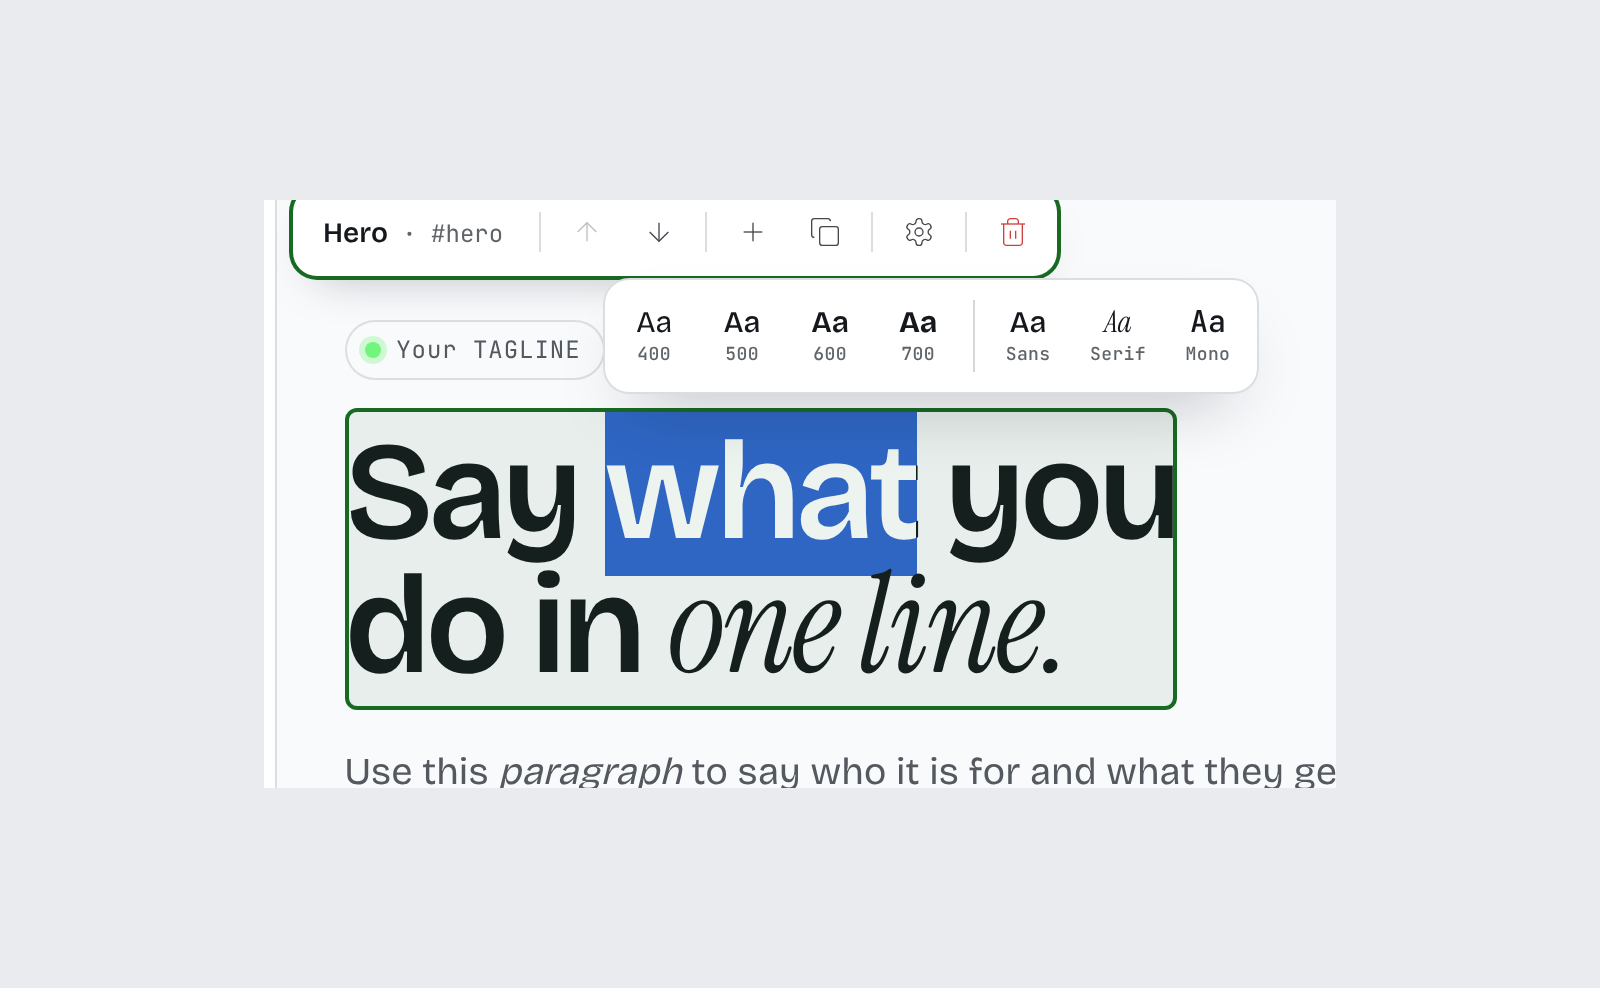 Hero · #hero
Aa Aa Aa Aa Aa Aa Aa
400 500 600 700 Sans Serif Mono
Your TAGLINE
Say what you
do in one line.
Use this paragraph to say who it is for and what they ge